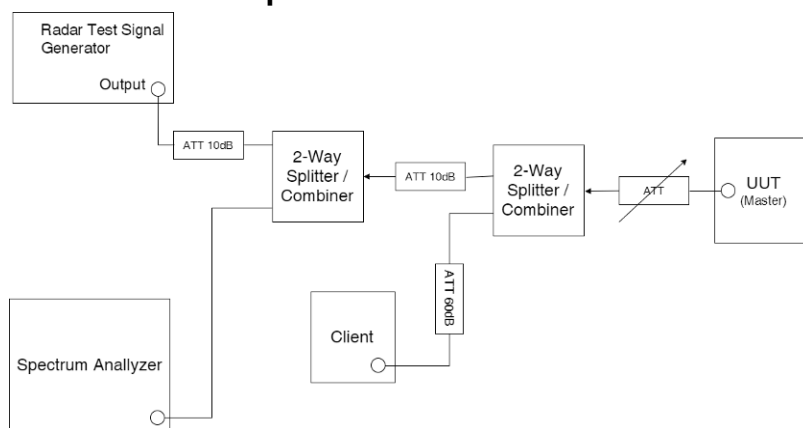 Radar Test Signal
Generator
Output
ATT 10dB
2-Way
Splitter /
Combiner
ATT 10dB
2-Way
Splitter /
Combiner
ATT
UUT
(Master)
ATT 60dB
Client
Spectrum Anallyzer